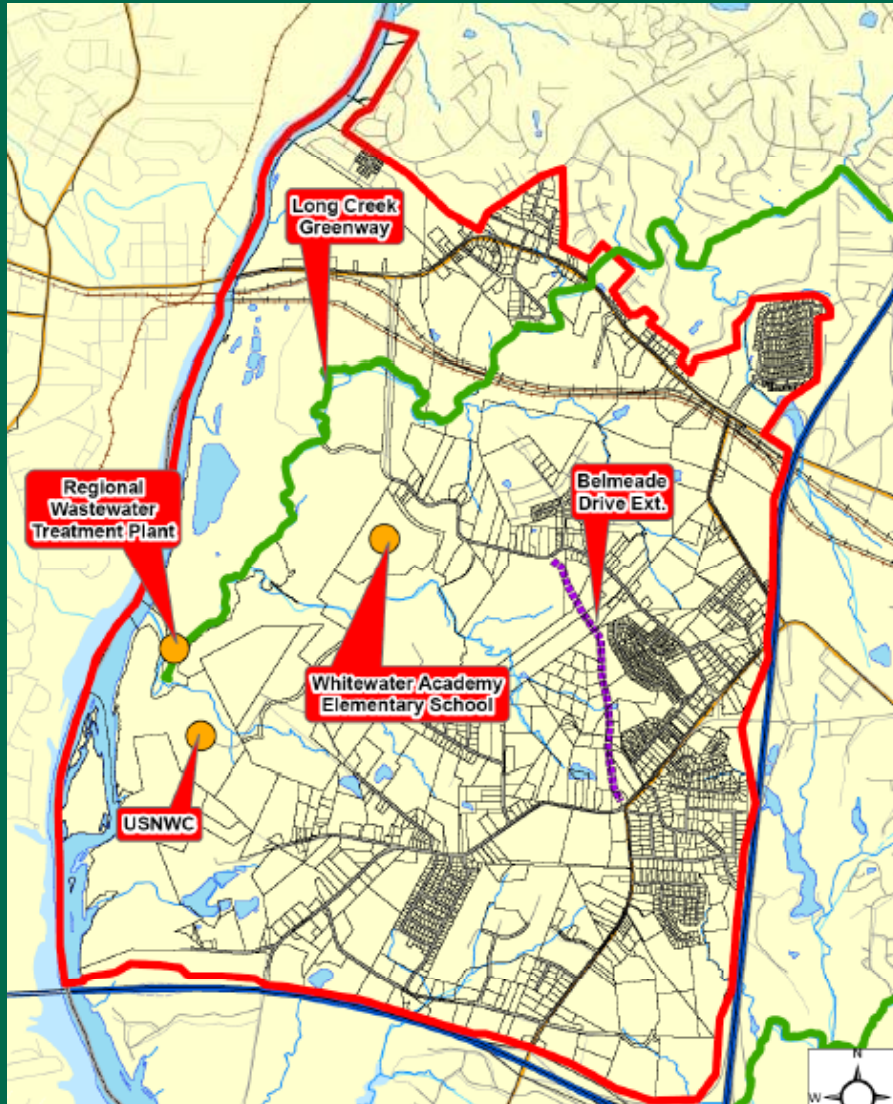 Long Creek
Greenway
Regional
Wastewater
Treatment Plant
Belmeade
Drive Ext.
Whitewater Academy
Elementary School
USNWC
N
W